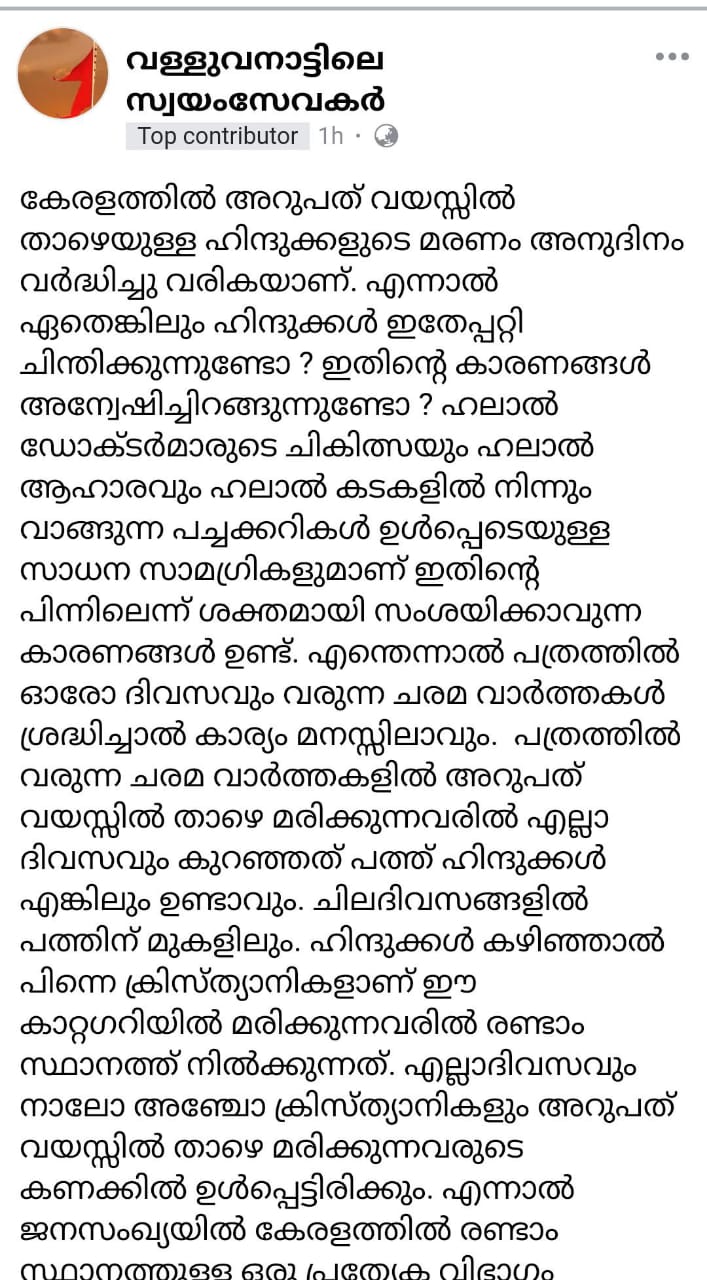 വള്ളുവനാട്ടിലെ
സ്വയംസേവകർ
Top contributor 1h ·
കേരളത്തിൽ അറുപത് വയസ്സിൽ
താഴെയുള്ള ഹിന്ദുക്കളുടെ മരണം അനുദിനം
വർദ്ധിച്ചു വരികയാണ്. എന്നാൽ
ഏതെങ്കിലും ഹിന്ദുക്കൾ ഇതേപ്പറ്റി
ചിന്തിക്കുന്നുണ്ടോ ? ഇതിന്റെ കാരണങ്ങൾ
അന്വേഷിച്ചിറങ്ങുന്നുണ്ടോ ? ഹലാൽ
ഡോക്ടർമാരുടെ ചികിത്സയും ഹലാൽ
ആഹാരവും ഹലാൽ കടകളിൽ നിന്നും
വാങ്ങുന്ന പച്ചക്കറികൾ ഉൾപ്പെടെയുള്ള
സാധന സാമഗ്രികളുമാണ് ഇതിന്റെ
പിന്നിലെന്ന് ശക്തമായി സംശയിക്കാവുന്ന
കാരണങ്ങൾ ഉണ്ട്. എന്തെന്നാൽ പത്രത്തിൽ
ഓരോ ദിവസവും വരുന്ന ചരമ വാർത്തകൾ
ശ്രദ്ധിച്ചാൽ കാര്യം മനസ്സിലാവും. പത്രത്തിൽ
വരുന്ന ചരമ വാർത്തകളിൽ അറുപത്
വയസ്സിൽ താഴെ മരിക്കുന്നവരിൽ എല്ലാ
ദിവസവും കുറഞ്ഞത് പത്ത് ഹിന്ദുക്കൾ
എങ്കിലും ഉണ്ടാവും. ചിലദിവസങ്ങളിൽ
പത്തിന് മുകളിലും. ഹിന്ദുക്കൾ കഴിഞ്ഞാൽ
പിന്നെ ക്രിസ്ത്യാനികളാണ് ഈ
കാറ്റഗറിയിൽ മരിക്കുന്നവരിൽ രണ്ടാം
സ്ഥാനത്ത് നിൽക്കുന്നത്. എല്ലാദിവസവും
നാലോ അഞ്ചോ ക്രിസ്ത്യാനികളും അറുപത്
വയസ്സിൽ താഴെ മരിക്കുന്നവരുടെ
കണക്കിൽ ഉൾപ്പെട്ടിരിക്കും. എന്നാൽ
ജനസംഖ്യയിൽ കേരളത്തിൽ രണ്ടാം
സ്ഥാനത്തുള്ള ഒരു പ്രത്യേക വിഭാഗം